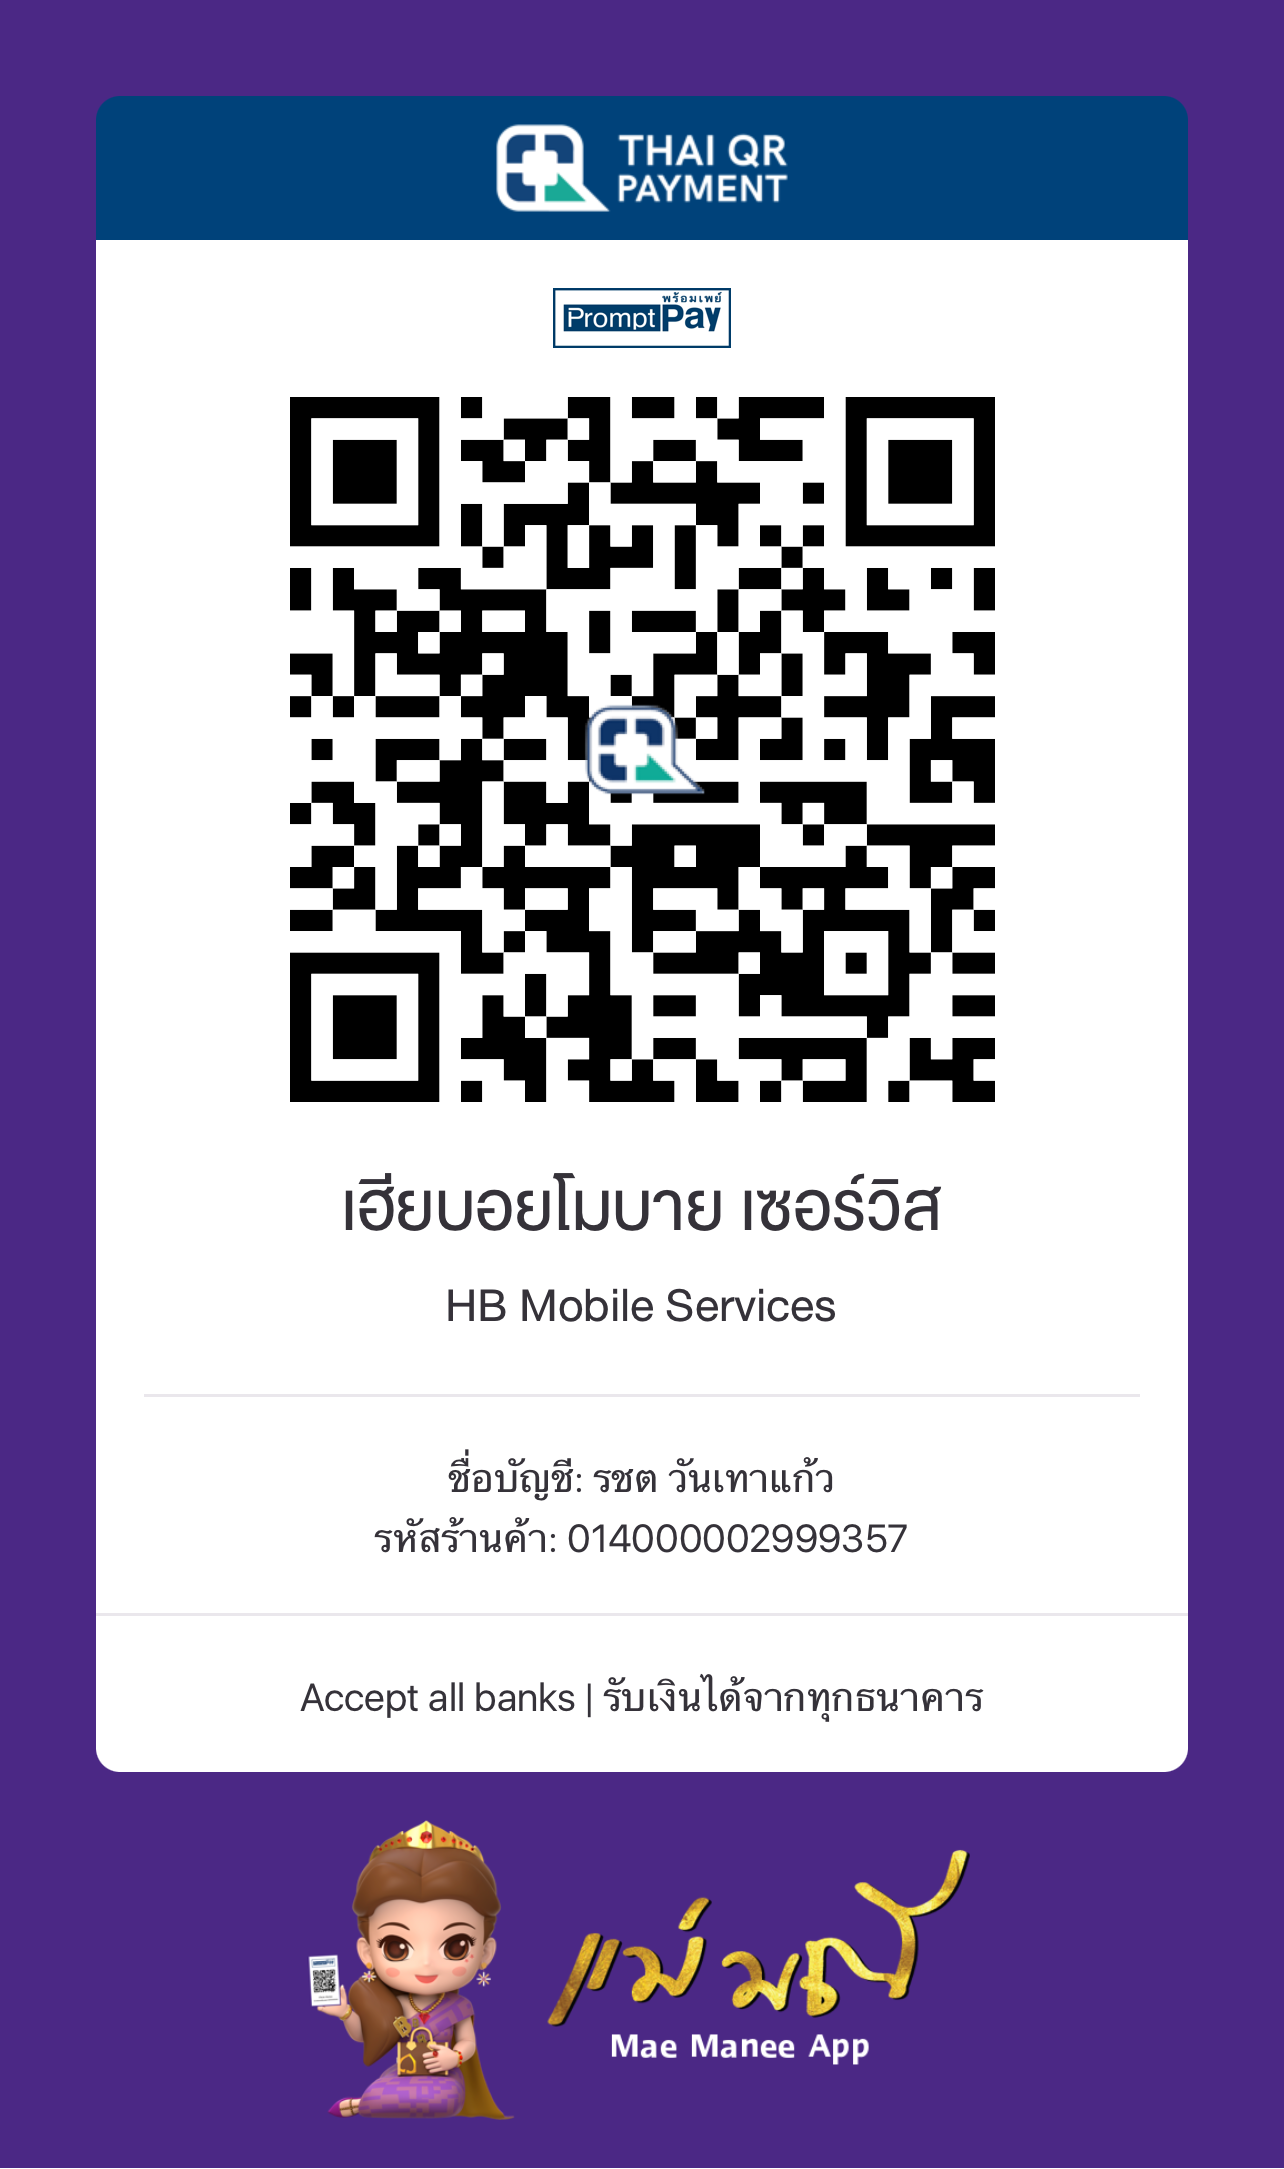 THAI QR
PAYMENT
พร้อมเพย์
PromptPay
เฮียบอยโมบาย เซอร์วิส
HB Mobile Services
ชื่อบัญชี: รชต วันเทาแก้ว
รหัสร้านค้า: 014000002999357
Accept all banks | รับเงินได้จากทุกธนาคาร
แม่มณี
Mae Manee App